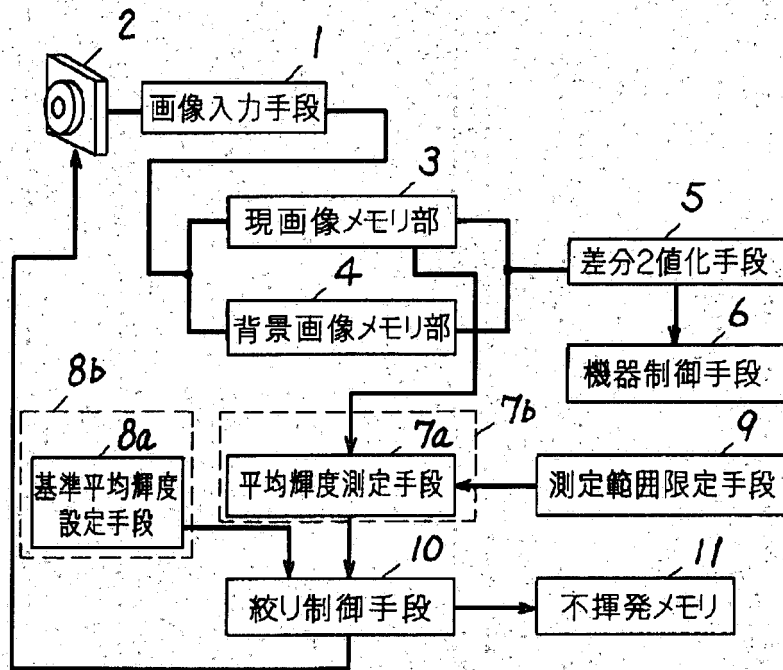 2
1
画像入力手段
3
現画像メモリ部
5
差分2値化手段
4
背景画像メモリ部
6
機器制御手段
8b
8a
基準平均輝度
設定手段
7b
7a
平均輝度測定手段
9
測定範囲限定手段
10
絞り制御手段
11
不揮発メモリ